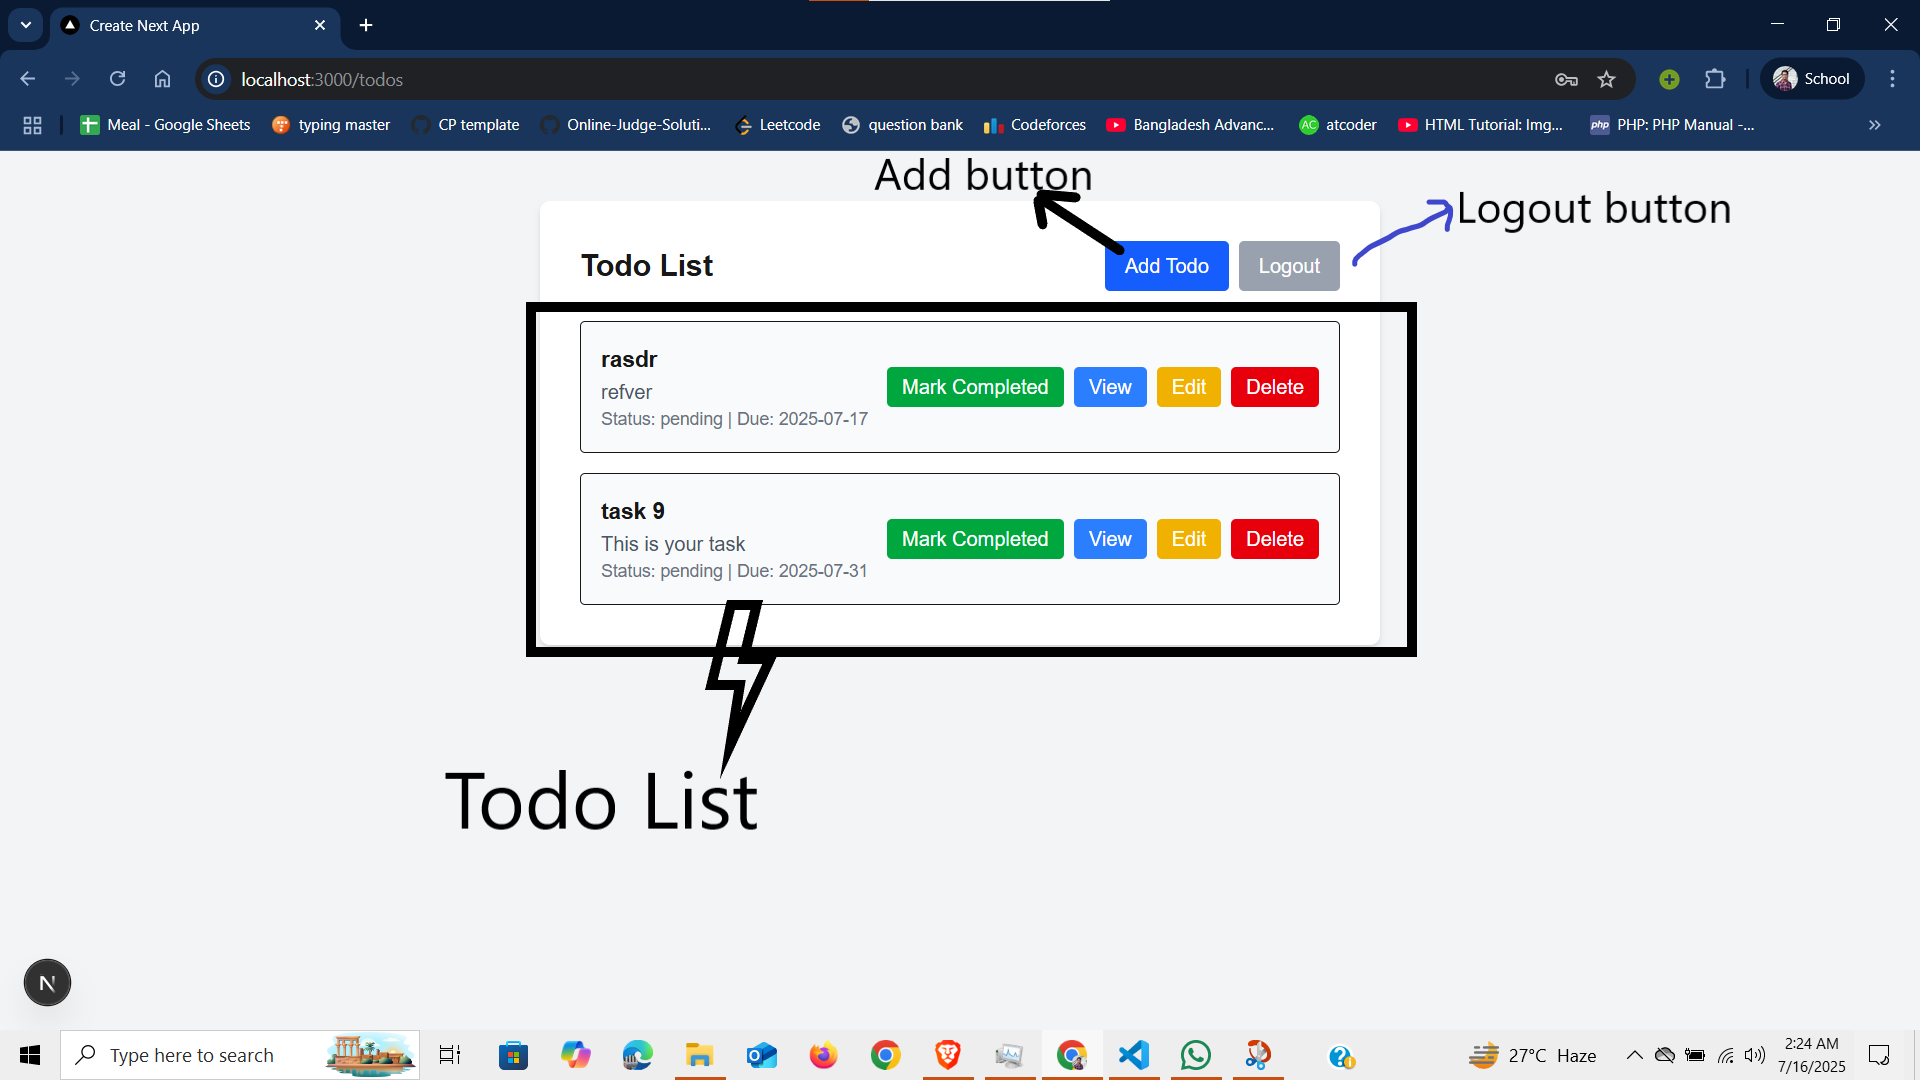 Create Next App
localhost:3000/todos
School
Meal - Google Sheets
typing master
CP template
Online-Judge-Soluti...
Leetcode
question bank
Codeforces
Bangladesh Advanc...
AC
atcoder
HTML Tutorial: Img...
php
PHP: PHP Manual -...
Add button
Logout button
Todo List
Add Todo
Logout
rasdr
refver
Status: pending | Due: 2025-07-17
Mark Completed
View
Edit
Delete
task 9
This is your task
Status: pending | Due: 2025-07-31
Mark Completed
View
Edit
Delete
Todo List
N
Type here to search
27°C Haze
2:24 AM
7/16/2025